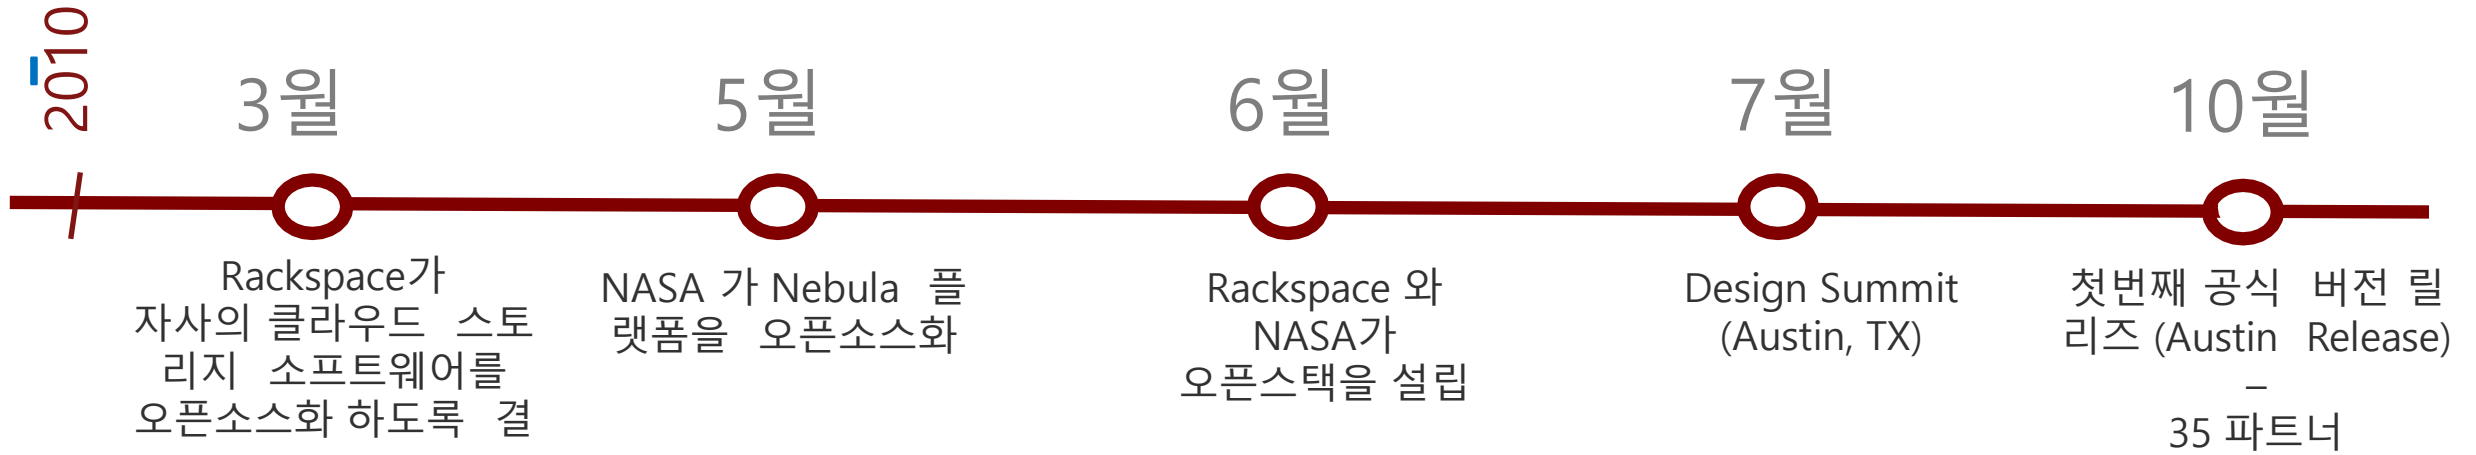 2010
3월
5월
6월
7월
10월
Rackspace가
자사의 클라우드 스토
리지 소프트웨어를
오픈소스화 하도록 결
NASA 가 Nebula 플
랫폼을 오픈소스화
Rackspace 와
NASA가
오픈스택을 설립
Design Summit
(Austin, TX)
첫번째 공식 버전 릴
리즈 (Austin Release)
–
35 파트너